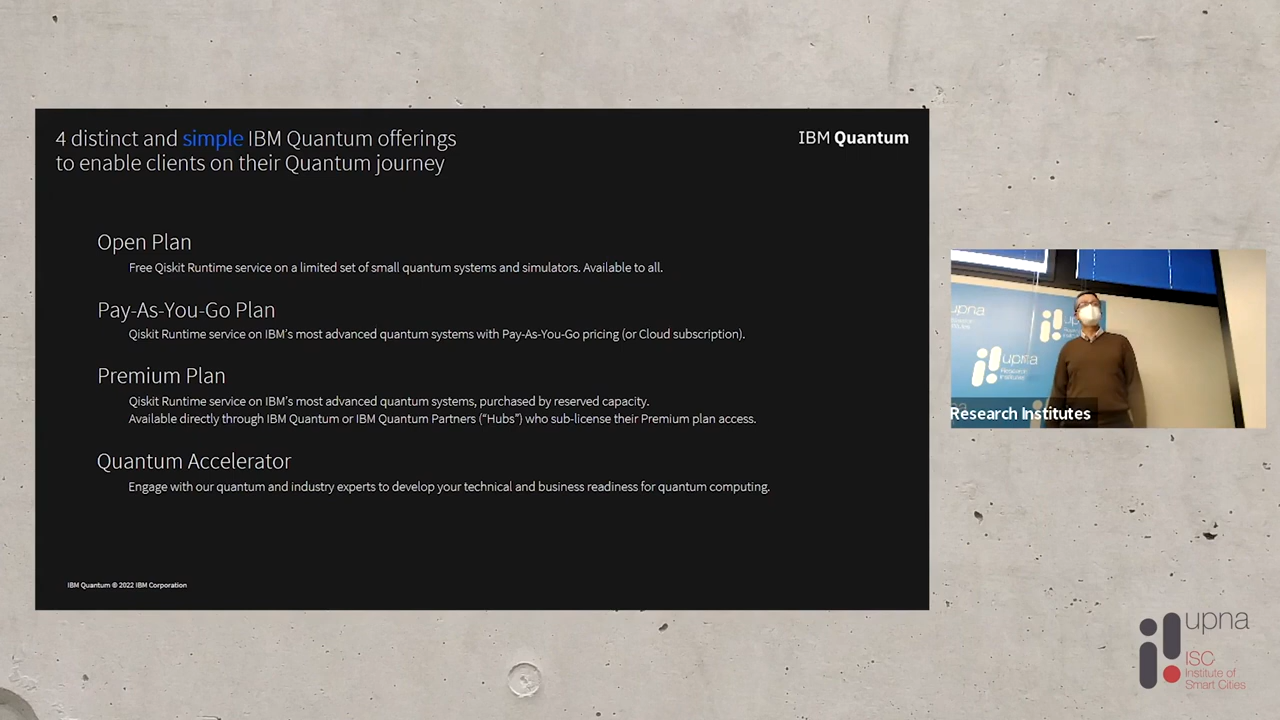 4 distinct and simple IBM Quantum offerings
to enable clients on their Quantum journey
IBM Quantum
Open Plan
Free Qiskit Runtime service on a limited set of small quantum systems and simulators. Available to all.
Pay-As-You-Go Plan
Qiskit Runtime service on IBM's most advanced quantum systems with Pay-As-You-Go pricing (or Cloud subscription).
Premium Plan
Qiskit Runtime service on IBM's most advanced quantum systems, purchased by reserved capacity.
Available directly through IBM Quantum or IBM Quantum Partners (“Hubs”) who sub-license their Premium plan access.
Quantum Accelerator
Engage with our quantum and industry experts to develop your technical and business readiness for quantum computing.
IBM Quantum © 2022 IBM Corporation
upna
upna
Research
Institutes
Research Institutes
upna
ISC
Institute of
Smart Cities